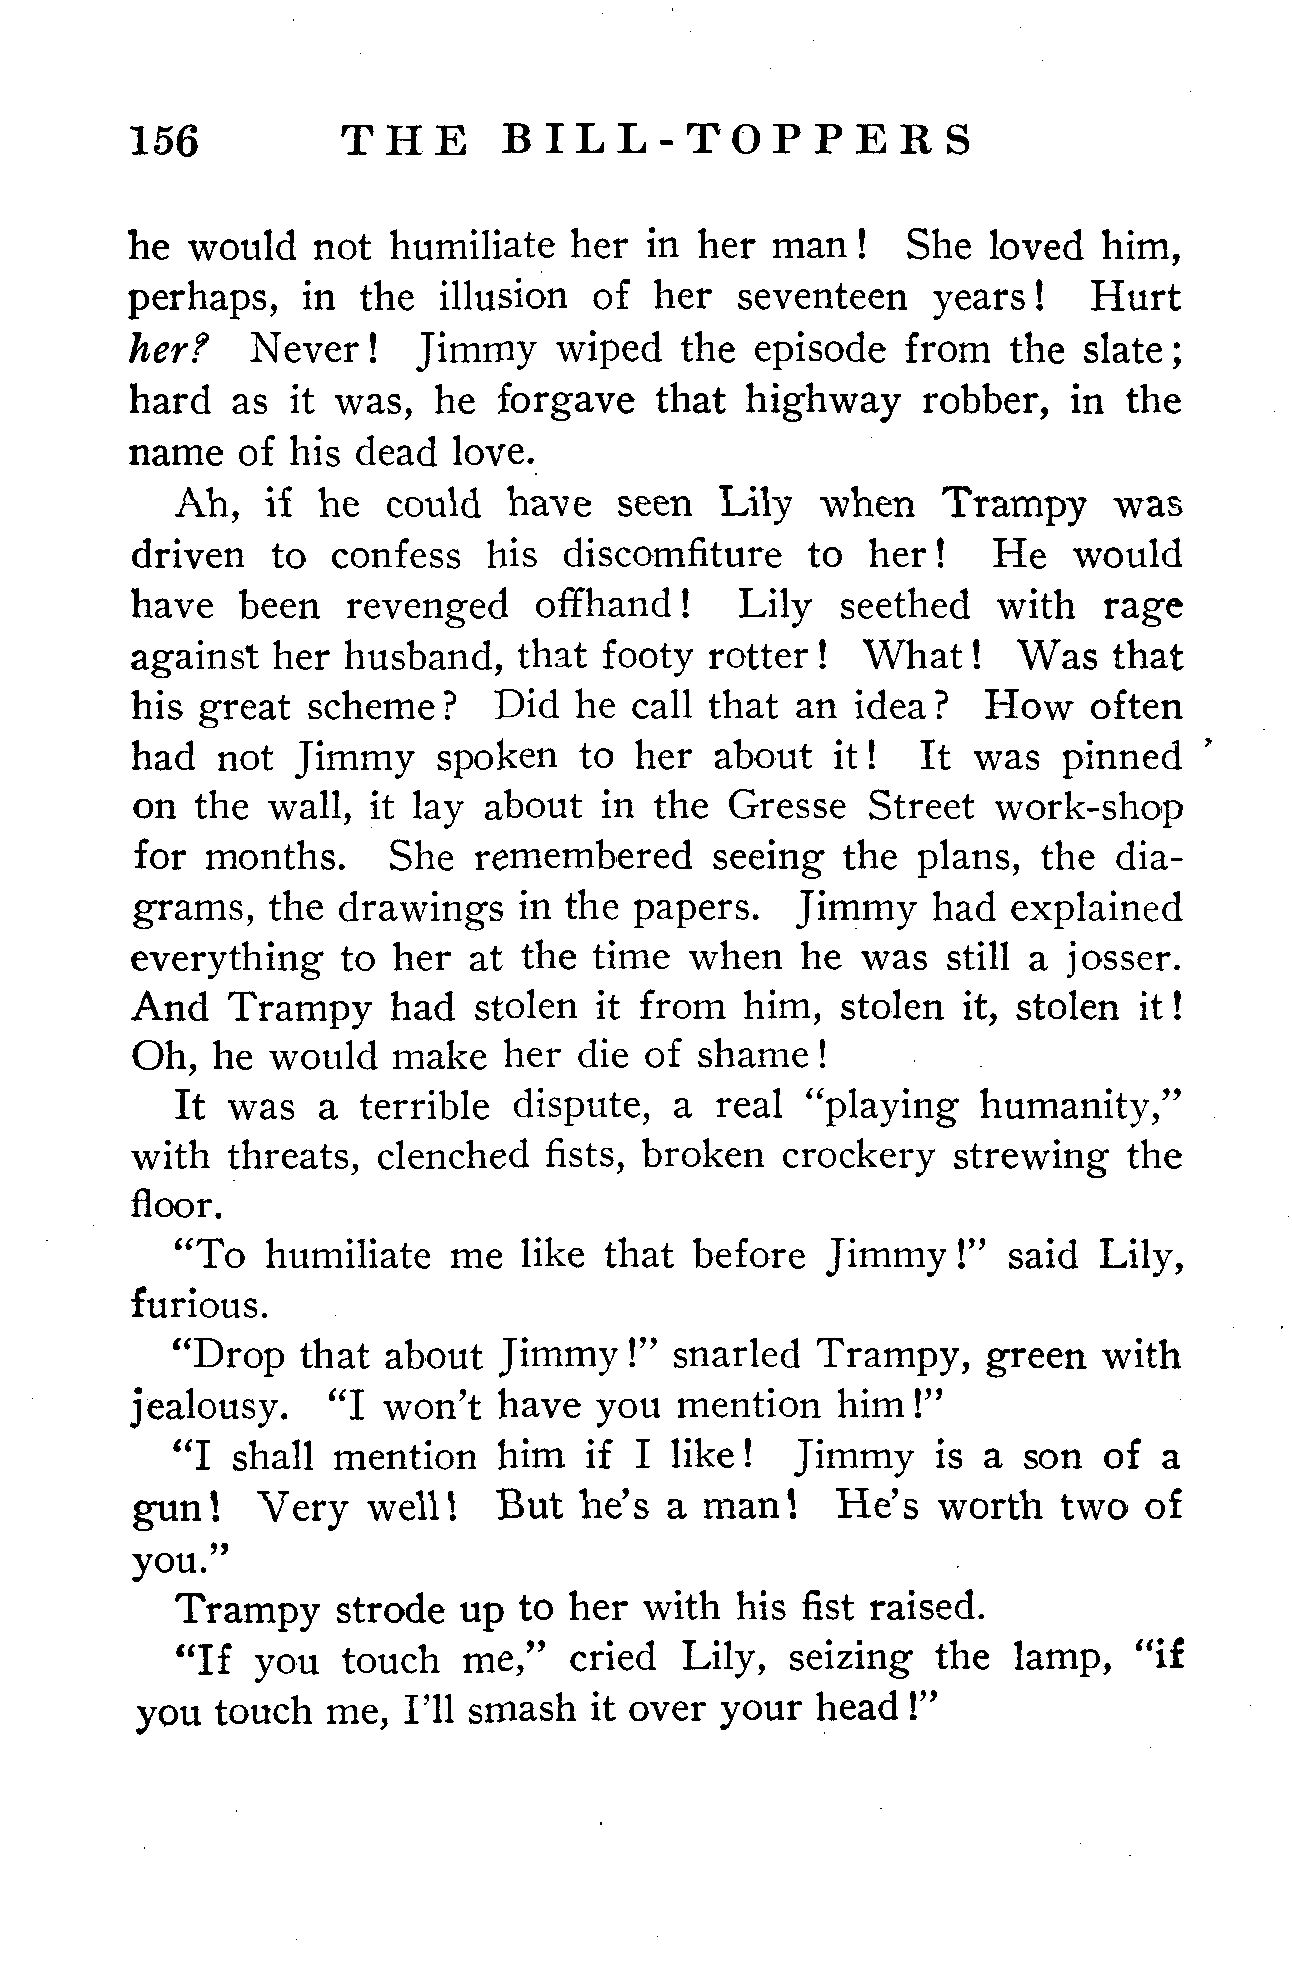 156 THE BILL-TOPPERS
he would not humiliate her in her man! She loved him,
perhaps, in the illusion of her seventeen years! Hurt
her? Never! Jimmy wiped the episode from the slate;
hard as it was, he forgave that highway robber, in the
name of his dead love.
Ah, if he could have seen Lily when Trampy was
driven to confess his discomfiture to her! He would
have been revenged offhand! Lily seethed with rage
against her husband, that footy rotter! What! Was that
his great scheme? Did he call that an idea? How often
had not Jimmy spoken to her about it! It was pinned
on the wall, it lay about in the Gresse Street work-shop
for months. She remembered seeing the plans, the dia-
grams, the drawings in the papers. Jimmy had explained
everything to her at the time when he was still a josser.
And Trampy had stolen it from him, stolen it, stolen it!
Oh, he would make her die of shame!
It was a terrible dispute, a real “playing humanity,”
with threats, clenched fists, broken crockery strewing the
floor.
“To humiliate me like that before Jimmy!” said Lily,
furious.
“Drop that about Jimmy!” snarled Trampy, green with
jealousy. “I won’t have you mention him!”
“I shall mention him if I like! Jimmy is a son of a
gun! Very well! But he’s a man! He’s worth two of
you.”
Trampy strode up to her with his fist raised.
“If you touch me,” cried Lily, seizing the lamp, “if
you touch me, I’ll smash it over your head!”